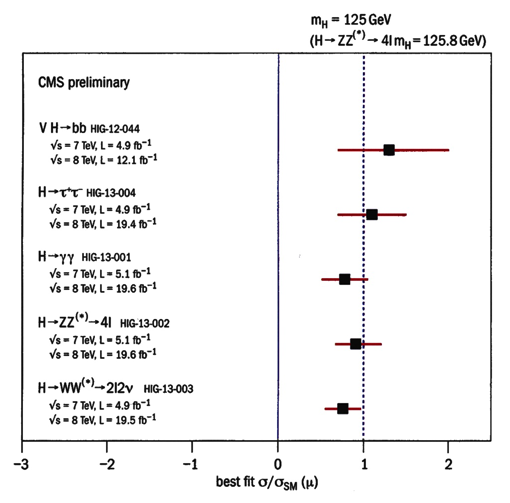 m_H = 125 GeV
(H→ZZ^(*)→4l m_H = 125.8 GeV)
CMS preliminary
V H→bb HIG-12-044
√s = 7 TeV, L = 4.9 fb⁻¹
√s = 8 TeV, L = 12.1 fb⁻¹
H→τ⁺τ⁻ HIG-13-004
√s = 7 TeV, L = 4.9 fb⁻¹
√s = 8 TeV, L = 19.4 fb⁻¹
H→γγ HIG-13-001
√s = 7 TeV, L = 5.1 fb⁻¹
√s = 8 TeV, L = 19.6 fb⁻¹
H→ZZ^(*)→4l HIG-13-002
√s = 7 TeV, L = 5.1 fb⁻¹
√s = 8 TeV, L = 19.6 fb⁻¹
H→WW^(*)→2l2ν HIG-13-003
√s = 7 TeV, L = 4.9 fb⁻¹
√s = 8 TeV, L = 19.5 fb⁻¹
−3 −2 −1 0 1 2
best fit σ/σ_SM (μ)